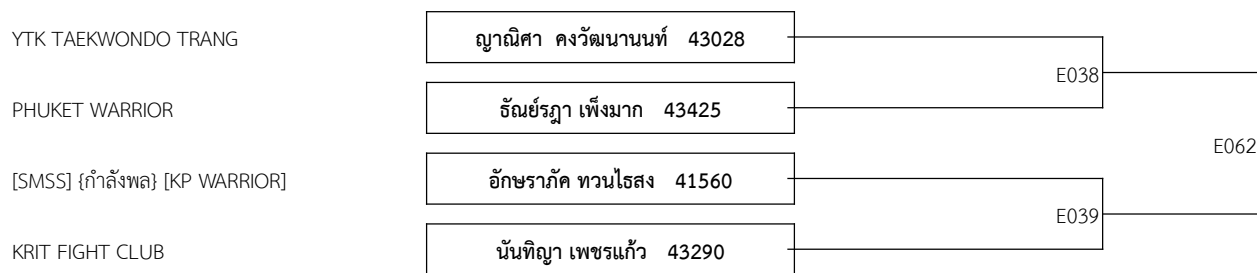 YTK TAEKWONDO TRANG
ญาณิศา คงวัฒนานนท์ 43028
E038
PHUKET WARRIOR
ธัณย์รฎา เพ็งมาก 43425
E062
[SMSS] {กำลังพล} [KP WARRIOR]
อักษราภัค ทวนไธสง 41560
E039
KRIT FIGHT CLUB
นันทิญา เพชรแก้ว 43290